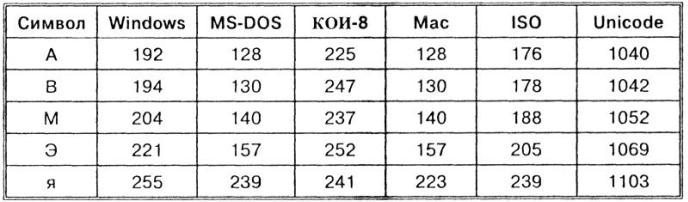 Символ Windows MS-DOS КОИ-8 Mac ISO Unicode
А 192 128 225 128 176 1040
В 194 130 247 130 178 1042
М 204 140 237 140 188 1052
Э 221 157 252 157 205 1069
я 255 239 241 223 239 1103